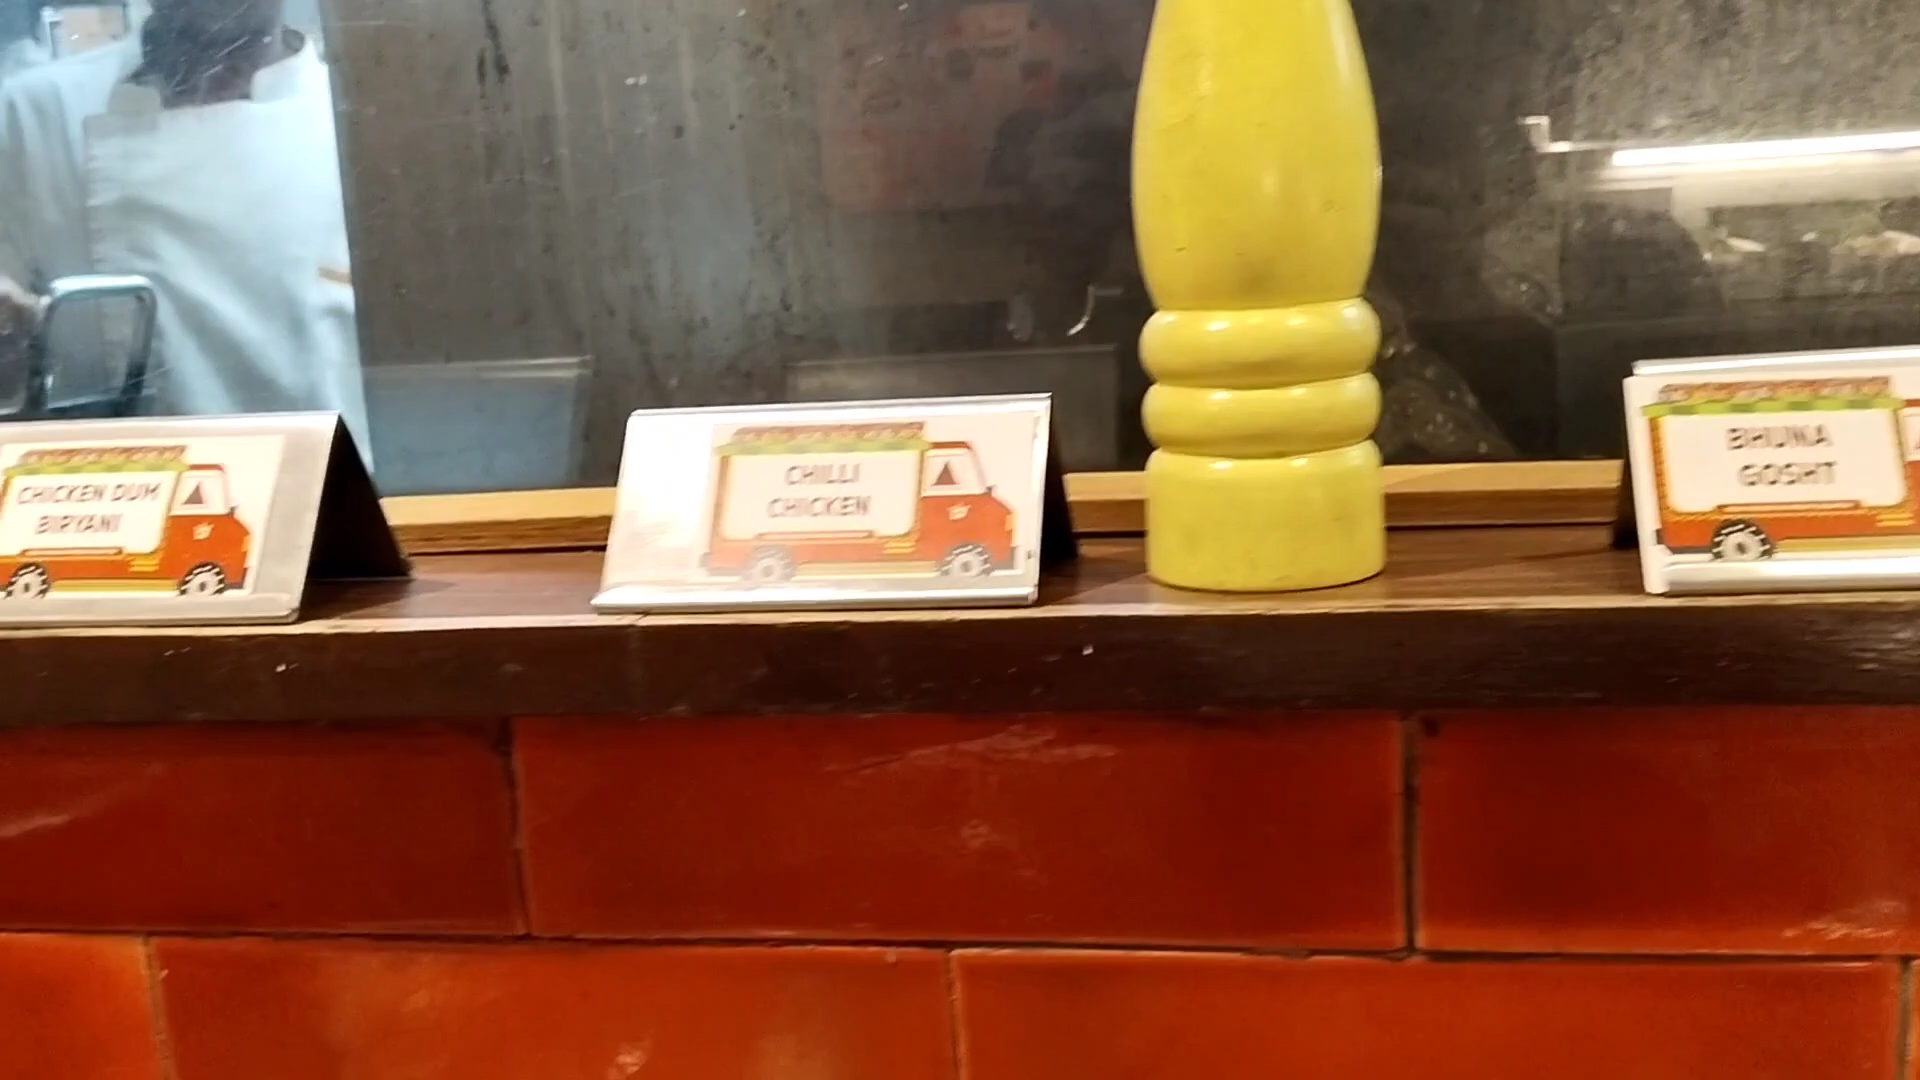 CHICKEN DUM
BIRYANI
CHILLI
CHICKEN
BHUNA
GOSHT